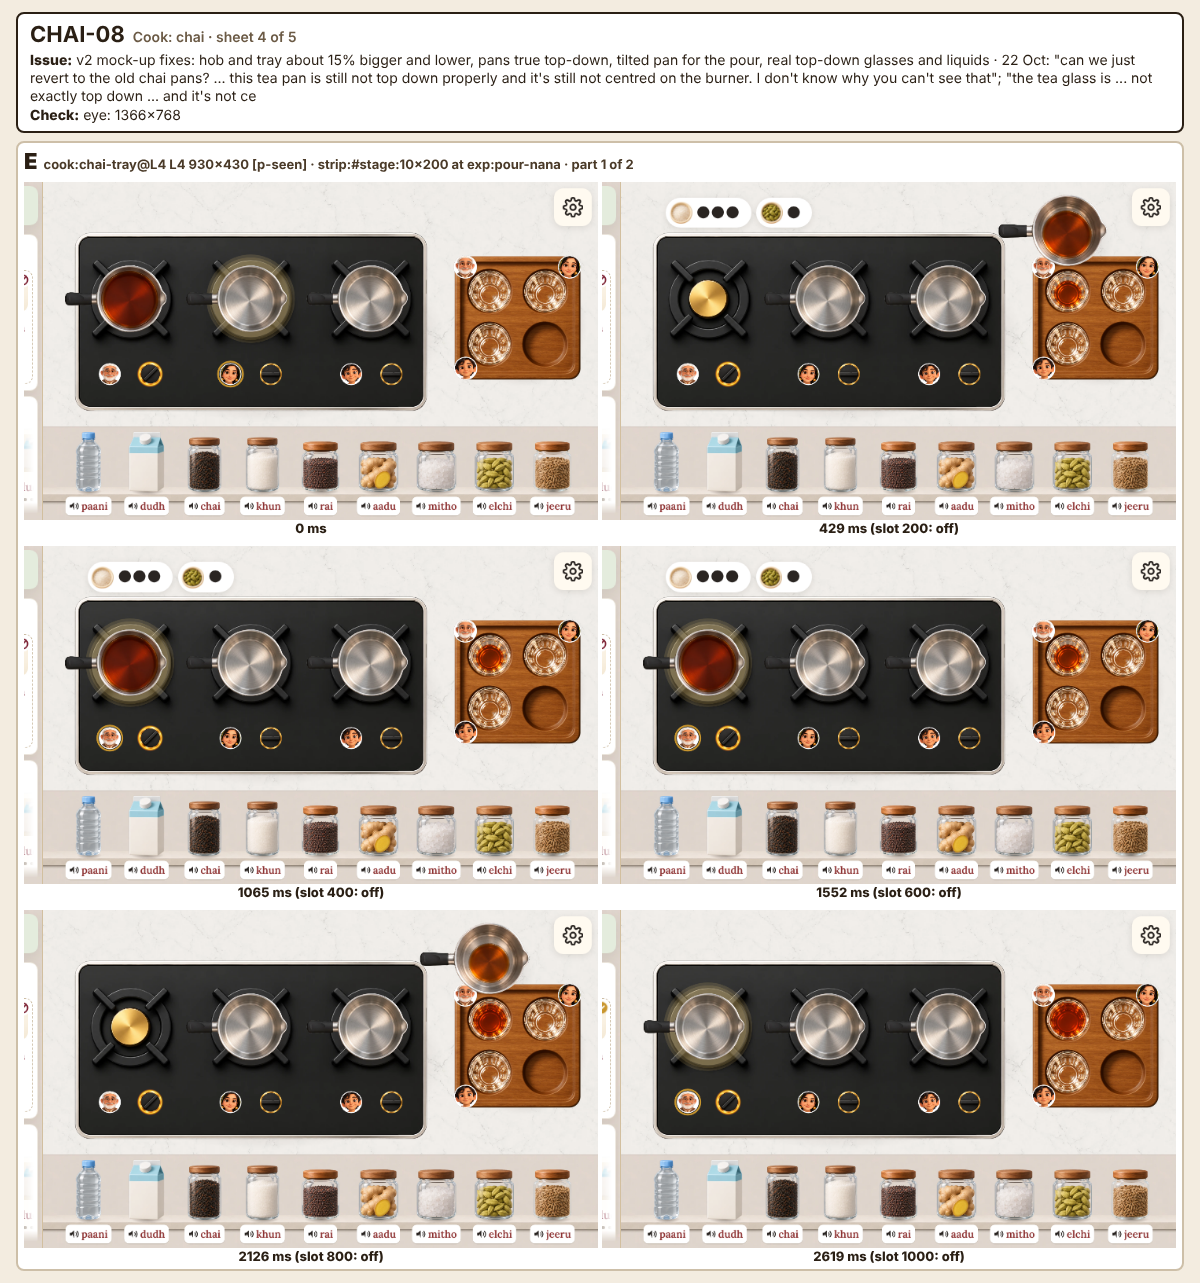 CHAI-08 Cook: chai · sheet 4 of 5
Issue: v2 mock-up fixes: hob and tray about 15% bigger and lower, pans true top-down, tilted pan for the pour, real top-down glasses and liquids · 22 Oct: "can we just
revert to the old chai pans? ... this tea pan is still not top down properly and it's still not centred on the burner. I don't know why you can't see that"; "the tea glass is ... not
exactly top down ... and it's not ce
Check: eye: 1366×768
E cook:chai-tray@L4 L4 930×430 [p-seen] · strip:#stage:10×200 at exp:pour-nana · part 1 of 2
paani dudh chai khun rai aadu mitho elchi jeeru
paani dudh chai khun rai aadu mitho elchi jeeru
0 ms
429 ms (slot 200: off)
paani dudh chai khun rai aadu mitho elchi jeeru
paani dudh chai khun rai aadu mitho elchi jeeru
1065 ms (slot 400: off)
1552 ms (slot 600: off)
paani dudh chai khun rai aadu mitho elchi jeeru
paani dudh chai khun rai aadu mitho elchi jeeru
2126 ms (slot 800: off)
2619 ms (slot 1000: off)